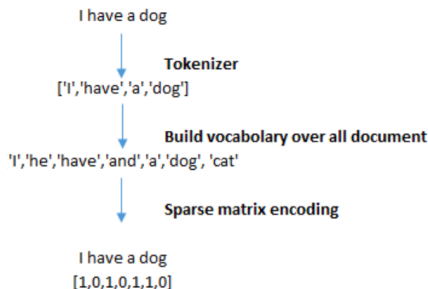 I have a dog
Tokenizer
['I','have','a','dog']
Build vocabolary over all document
'I','he','have','and','a','dog', 'cat'
Sparse matrix encoding
I have a dog
[1,0,1,0,1,1,0]